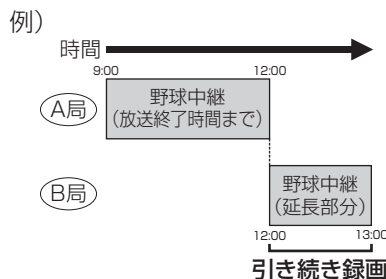 例）
時間
9:00 12:00
A局
野球中継
(放送終了時間まで)
B局
野球中継
(延長部分)
12:00 13:00
引き続き録画